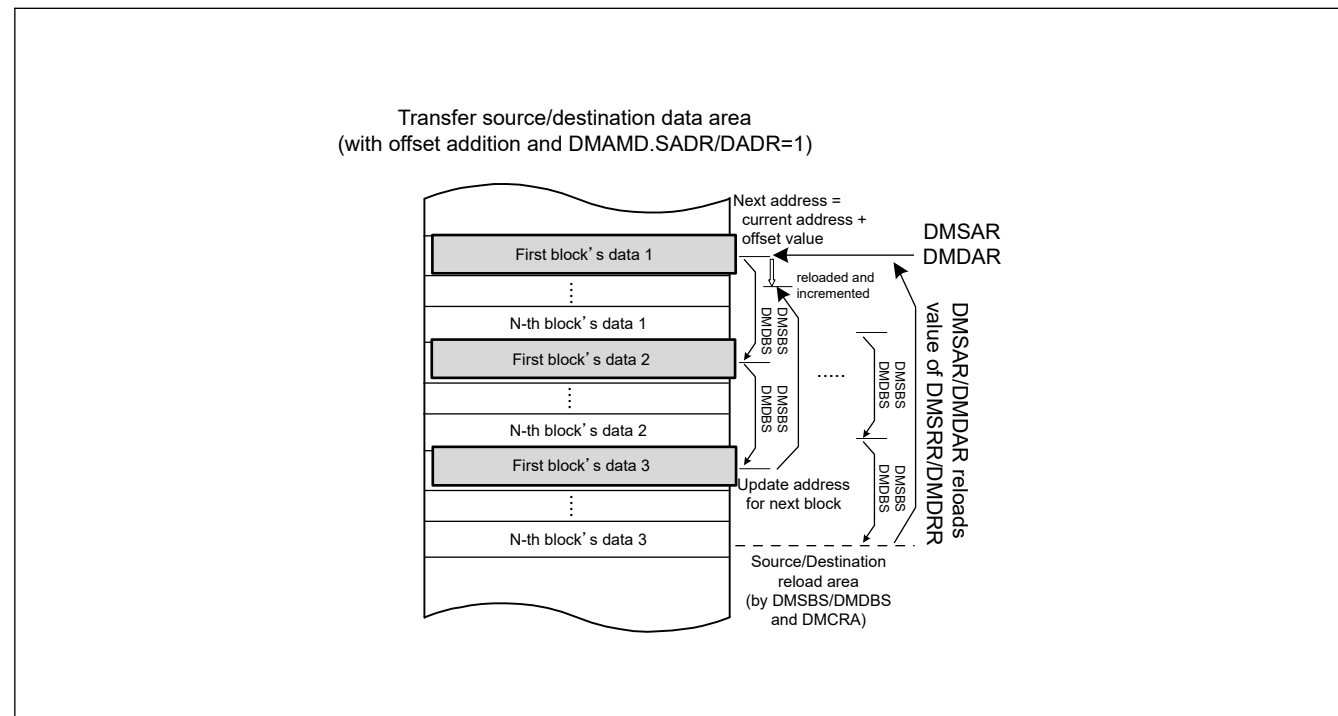 Transfer source/destination data area
(with offset addition and DMAMD.SADR/DADR=1)
Next address =
current address +
offset value
DMSAR
DMDAR
First block’s data 1
reloaded and
incremented
N-th block’s data 1
DMSBS
DMDBS
First block’s data 2
.....
DMSBS
DMDBS
DMSBS
DMDBS
N-th block’s data 2
First block’s data 3
Update address
for next block
DMSBS
DMDBS
DMSAR/DMDAR reloads
value of DMSRR/DMDRR
N-th block’s data 3
Source/Destination
reload area
(by DMSBS/DMDBS
and DMCRA)